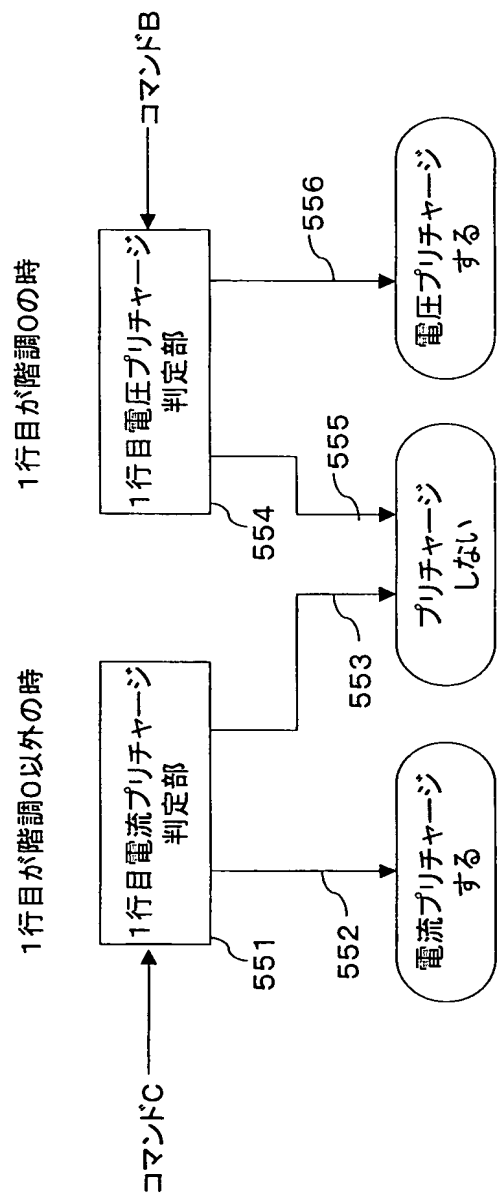 1行目が階調0以外の時
1行目が階調0の時
コマンドC
1行目電流プリチャージ
判定部
551
1行目電圧プリチャージ
判定部
554
コマンドB
552
553
555
556
電流プリチャージ
する
プリチャージ
しない
電圧プリチャージ
する